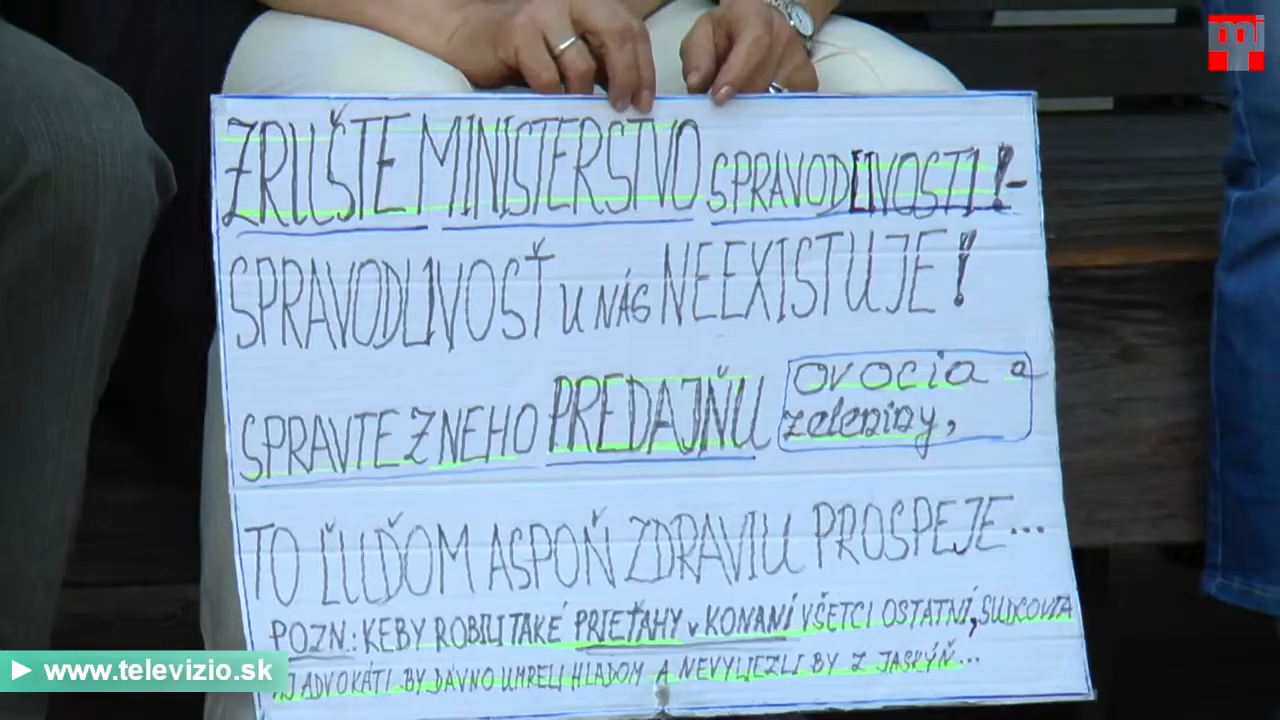 ZRUŠTE MINISTERSTVO SPRAVODLIVOSTI!-
SPRAVODLIVOSŤ U NÁS NEEXISTUJE!
SPRAVTE Z NEHO PREDAJŇU OVOCIA a
zeleniny,
TO ĽUĎOM ASPOŇ ZDRAVIU PROSPEJE...
POZN.: KEBY ROBILI TAKÉ PRIEŤAHY v KONANÍ VŠETCI OSTATNÍ, SUDCOVIA
AJ ADVOKÁTI BY DÁVNO UMRELI HLADOM A NEVYLIEZLI BY Z JASKÝŇ...
www.televizio.sk